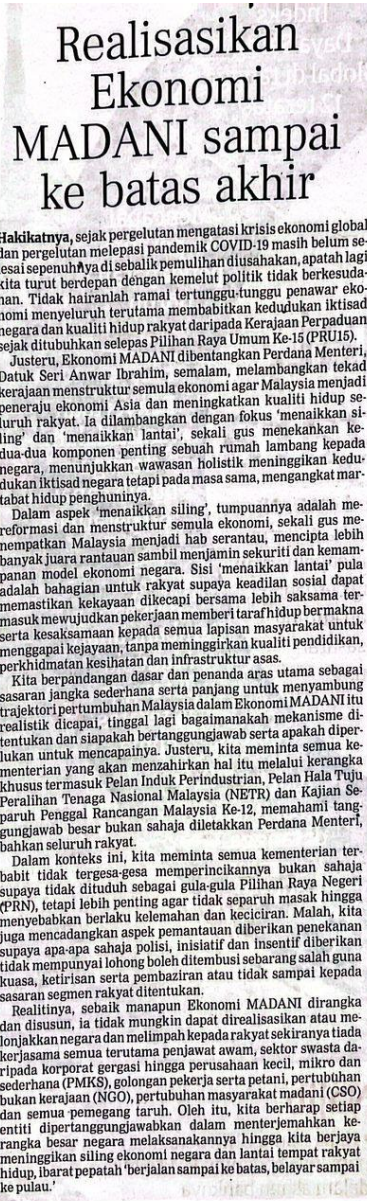 Realisasikan
Ekonomi
MADANI sampai
ke batas akhir
Hakikatnya, sejak pergelutan mengatasi krisis ekonomi global
dan pergelutan melepasi pandemik COVID-19 masih belum se-
lesai sepenuhnya di sebalik pemulihan diusahakan, apatah lagi
kita turut berdepan dengan kemelut politik tidak berkesuda-
han. Tidak hairanlah ramai tertunggu-tunggu penawar eko-
nomi menyeluruh terutama membabitkan kedudukan iktisad
negara dan kualiti hidup rakyat daripada Kerajaan Perpaduan
sejak ditubuhkan selepas Pilihan Raya Umum Ke-15 (PRU15).
Justeru, Ekonomi MADANI dibentangkan Perdana Menteri,
Datuk Seri Anwar Ibrahim, semalam, melambangkan tekad
kerajaan menstruktur semula ekonomi agar Malaysia menjadi
peneraju ekonomi Asia dan meningkatkan kualiti hidup se-
luruh rakyat. Ia dilambangkan dengan fokus 'menaikkan si-
ling' dan 'menaikkan lantai', sekali gus menekankan ke-
dua-dua komponen penting sebuah rumah lambang kepada
negara, menunjukkan wawasan holistik meninggikan kedu-
dukan iktisad negara tetapi pada masa sama, mengangkat mar-
tabat hidup penghuninya.
Dalam aspek 'menaikkan siling', tumpuannya adalah me-
reformasi dan menstruktur semula ekonomi, sekali gus me-
nempatkan Malaysia menjadi hab serantau, mencipta lebih
banyak juara rantauan sambil menjamin sekuriti dan kemam-
panan model ekonomi negara. Sisi 'menaikkan lantai' pula
adalah bahagian untuk rakyat supaya keadilan sosial dapat
memastikan kekayaan dikecapi bersama lebih saksama ter-
masuk mewujudkan pekerjaan memberi taraf hidup bermakna
serta kesaksamaan kepada semua lapisan masyarakat untuk
menggapai kejayaan, tanpa meminggirkan kualiti pendidikan,
perkhidmatan kesihatan dan infrastruktur asas.
Kita berpandangan dasar dan penanda aras utama sebagai
sasaran jangka sederhana serta panjang untuk menyambung
trajektori pertumbuhan Malaysia dalam Ekonomi MADANI itu
realistik dicapai, tinggal lagi bagaimanakah mekanisme di-
tentukan dan siapakah bertanggungjawab serta apakah diper-
lukan untuk mencapainya. Justeru, kita meminta semua ke-
menterian yang akan menzahirkan hal itu melalui kerangka
khusus termasuk Pelan Induk Perindustrian, Pelan Hala Tuju
Peralihan Tenaga Nasional Malaysia (NETR) dan Kajian Se-
paruh Penggal Rancangan Malaysia Ke-12, memahami tang-
gungjawab besar bukan sahaja diletakkan Perdana Menteri,
bahkan seluruh rakyat.
Dalam konteks ini, kita meminta semua kementerian ter-
babit tidak tergesa-gesa memperincikannya bukan sahaja
supaya tidak dituduh sebagai gula-gula Pilihan Raya Negeri
(PRN), tetapi lebih penting agar tidak separuh masak hingga
menyebabkan berlaku kelemahan dan keciciran. Malah, kita
juga mencadangkan aspek pemantauan diberikan penekanan
supaya apa-apa sahaja polisi, inisiatif dan insentif diberikan
tidak mempunyai lohong boleh ditembusi sebarang salah guna
kuasa, ketirisan serta pembaziran atau tidak sampai kepada
sasaran segmen rakyat ditentukan.
Realitinya, sebaik manapun Ekonomi MADANI dirangka
dan disusun, ia tidak mungkin dapat direalisasikan atau me-
lonjakkan negara dan melimpah kepada rakyat sekiranya tiada
kerjasama semua terutama penjawat awam, sektor swasta da-
ripada korporat gergasi hingga perusahaan kecil, mikro dan
sederhana (PMKS), golongan pekerja serta petani, pertubuhan
bukan kerajaan (NGO), pertubuhan masyarakat madani (CSO)
dan semua pemegang taruh. Oleh itu, kita berharap setiap
entiti dipertanggungjawabkan dalam menterjemahkan ke-
rangka besar negara melaksanakannya hingga kita berjaya
meninggikan siling ekonomi negara dan lantai tempat rakyat
hidup, ibarat pepatah 'berjalan sampai ke batas, belayar sampai
ke pulau.'